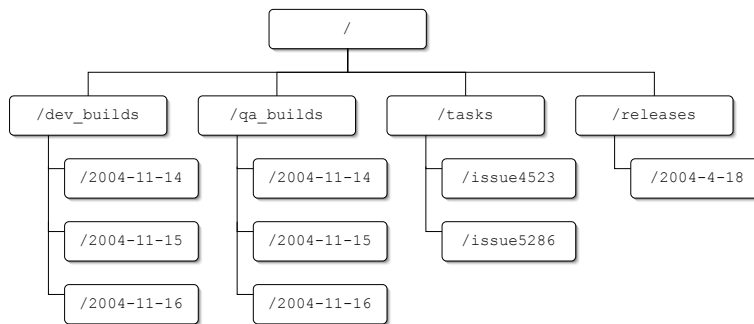 /
/dev_builds
/2004-11-14
/2004-11-15
/2004-11-16
/qa_builds
/2004-11-14
/2004-11-15
/2004-11-16
/tasks
/issue4523
/issue5286
/releases
/2004-4-18